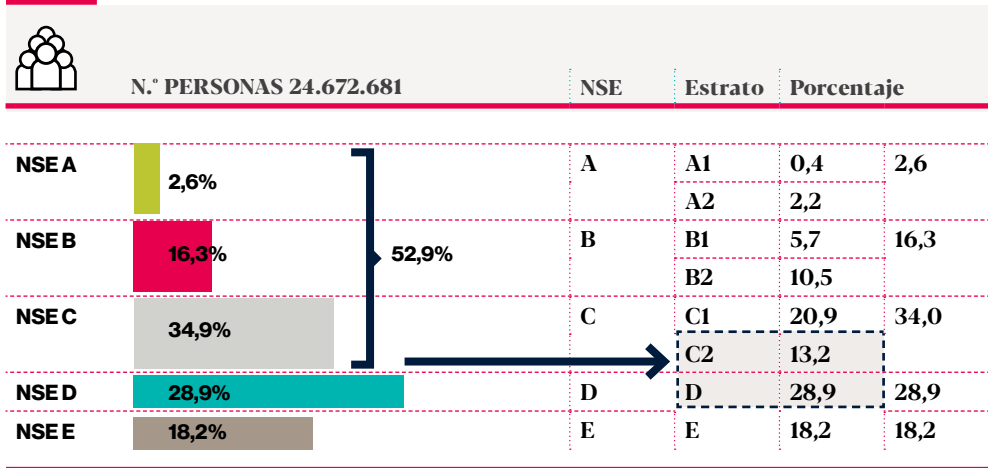 N.° PERSONAS 24.672.681 NSE Estrato Porcentaje
NSE A 2,6% A A1 0,4 2,6
A2 2,2
NSE B 16,3% 52,9% B B1 5,7 16,3
B2 10,5
NSE C 34,9% C C1 20,9 34,0
C2 13,2
NSE D 28,9% D D 28,9 28,9
NSE E 18,2% E E 18,2 18,2